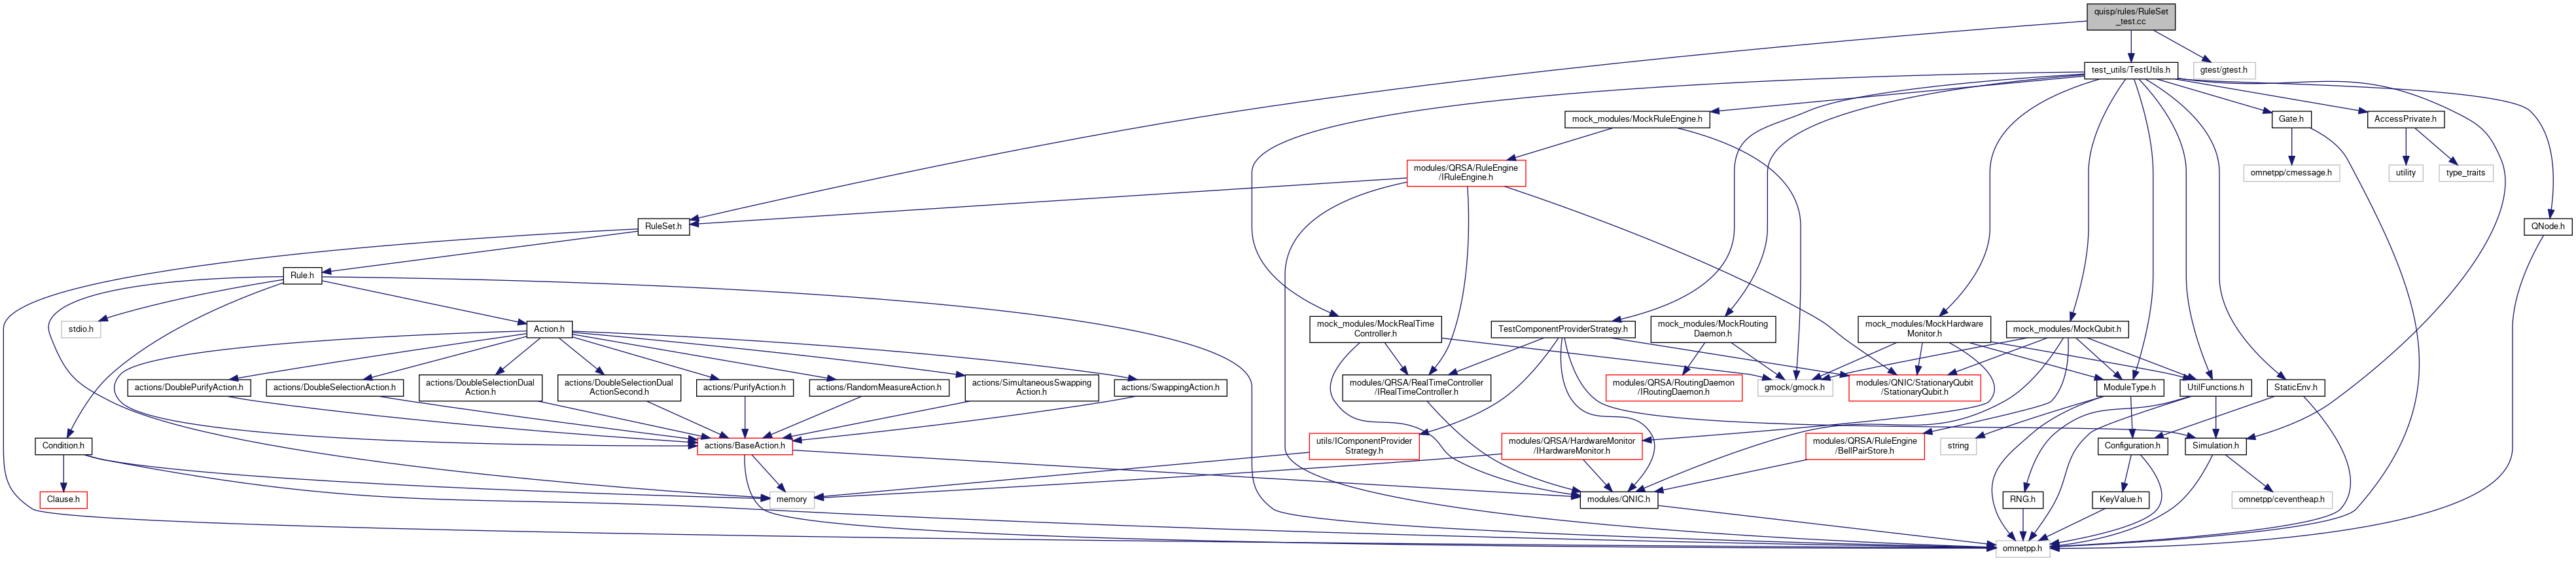 quisp/rules/RuleSet
_test.cc
test_utils/TestUtils.h
gtest/gtest.h
mock_modules/MockRuleEngine.h
Gate.h
AccessPrivate.h
modules/QRSA/RuleEngine
/IRuleEngine.h
omnetpp/cmessage.h
utility
type_traits
RuleSet.h
QNode.h
Rule.h
stdio.h
Action.h
mock_modules/MockRealTime
Controller.h
TestComponentProviderStrategy.h
mock_modules/MockRouting
Daemon.h
mock_modules/MockHardware
Monitor.h
mock_modules/MockQubit.h
actions/DoublePurifyAction.h
actions/DoubleSelectionAction.h
actions/DoubleSelectionDual
Action.h
actions/DoubleSelectionDual
ActionSecond.h
actions/PurifyAction.h
actions/RandomMeasureAction.h
actions/SimultaneousSwapping
Action.h
actions/SwappingAction.h
modules/QRSA/RealTimeController
/IRealTimeController.h
modules/QRSA/RoutingDaemon
/IRoutingDaemon.h
gmock/gmock.h
modules/QNIC/StationaryQubit
/StationaryQubit.h
ModuleType.h
UtilFunctions.h
StaticEnv.h
Condition.h
actions/BaseAction.h
utils/IComponentProvider
Strategy.h
modules/QRSA/HardwareMonitor
/IHardwareMonitor.h
modules/QRSA/RuleEngine
/BellPairStore.h
string
Configuration.h
Simulation.h
Clause.h
memory
modules/QNIC.h
RNG.h
KeyValue.h
omnetpp/ceventheap.h
omnetpp.h